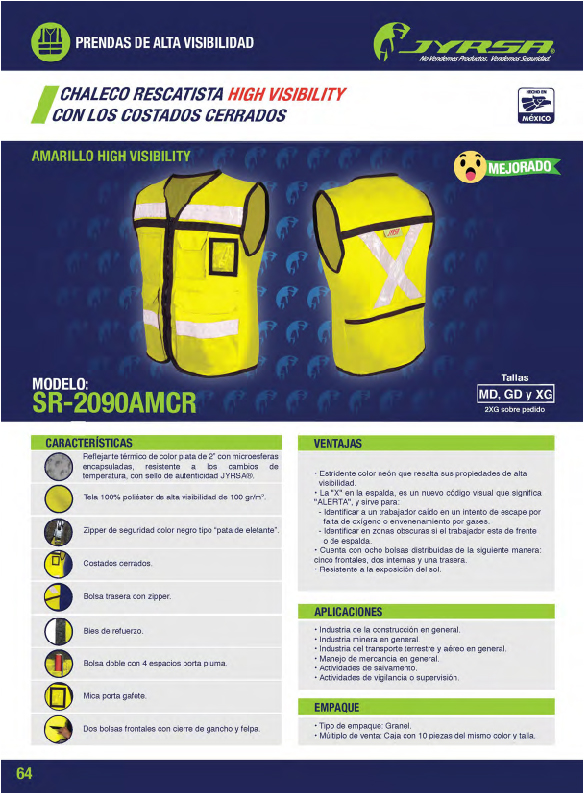 PRENDAS DE ALTA VISIBILIDAD
JYRSA®
No Vendemos Productos. Vendemos Seguridad.
CHALECO RESCATISTA HIGH VISIBILITY
CON LOS COSTADOS CERRADOS
HECHO EN
MÉXICO
AMARILLO HIGH VISIBILITY
MEJORADO
JYRSA
MODELO:
SR-2090AMCR
Tallas
MD, GD y XG
2XG sobre pedido
CARACTERÍSTICAS
Reflejante térmico de color plata de 2" con microesferas
encapsuladas, resistente a los cambios de
temperatura, con sello de autenticidad JYRSA®.
Tela 100% poliéster de alta visibilidad de 100 gr/m².
Zipper de seguridad color negro tipo "pata de elefante".
Costados cerrados.
Bolsa trasera con zipper.
Bies de refuerzo.
Bolsa doble con 4 espacios porta pluma.
Mica porta gafete.
Dos bolsas frontales con cierre de gancho y felpa.
VENTAJAS
· Estridente color neón que resalta sus propiedades de alta
visibilidad.
• La "X" en la espalda, es un nuevo código visual que significa
"ALERTA", y sirve para:
- Identificar a un trabajador caído en un intento de escape por
falta de oxígeno o envenenamiento por gases.
- Identificar en zonas obscuras si el trabajador esta de frente
o de espalda.
• Cuenta con ocho bolsas distribuidas de la siguiente manera:
cinco frontales, dos internas y una trasera.
· Resistente a la exposición del sol.
APLICACIONES
• Industria de la construcción en general.
• Industria minera en general.
• Industria del transporte terrestre y aéreo en general.
• Manejo de mercancía en general.
• Actividades de salvamento.
• Actividades de vigilancia o supervisión.
EMPAQUE
• Tipo de empaque: Granel.
• Múltiplo de venta: Caja con 10 piezas del mismo color y talla.
64